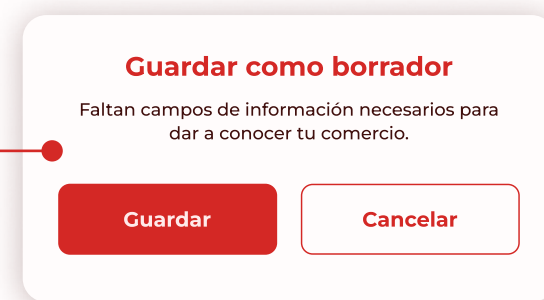 Guardar como borrador
Faltan campos de información necesarios para
dar a conocer tu comercio.
Guardar
Cancelar